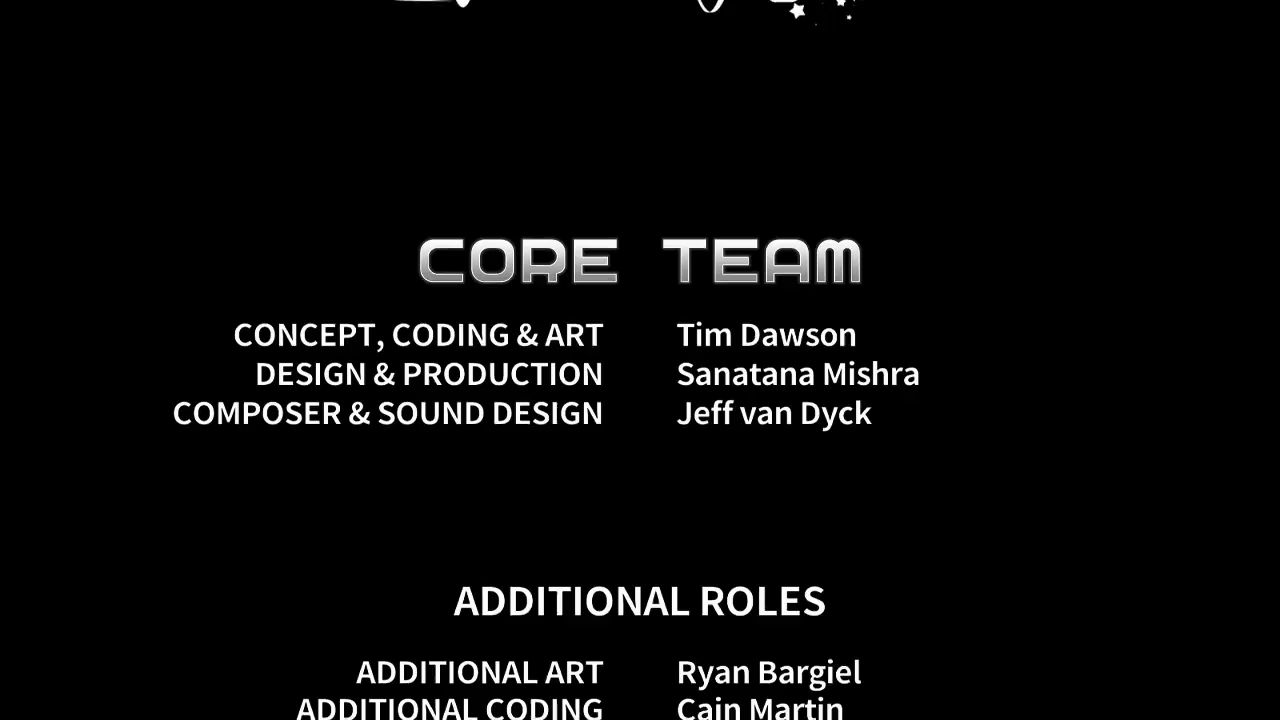 CORE TEAM
CONCEPT, CODING & ART Tim Dawson
DESIGN & PRODUCTION Sanatana Mishra
COMPOSER & SOUND DESIGN Jeff van Dyck
ADDITIONAL ROLES
ADDITIONAL ART Ryan Bargiel
ADDITIONAL CODING Cain Martin